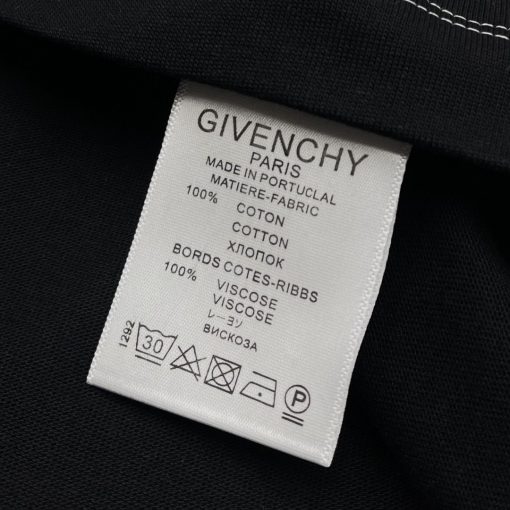 GIVENCHY
PARIS
MADE IN PORTUCLAL
MATIERE-FABRIC
100% COTON
COTTON
ХЛОПОК
BORDS COTES-RIBBS
100% VISCOSE
VISCOSE
レーヨソ
ВИСКОЗА
1292
30
P